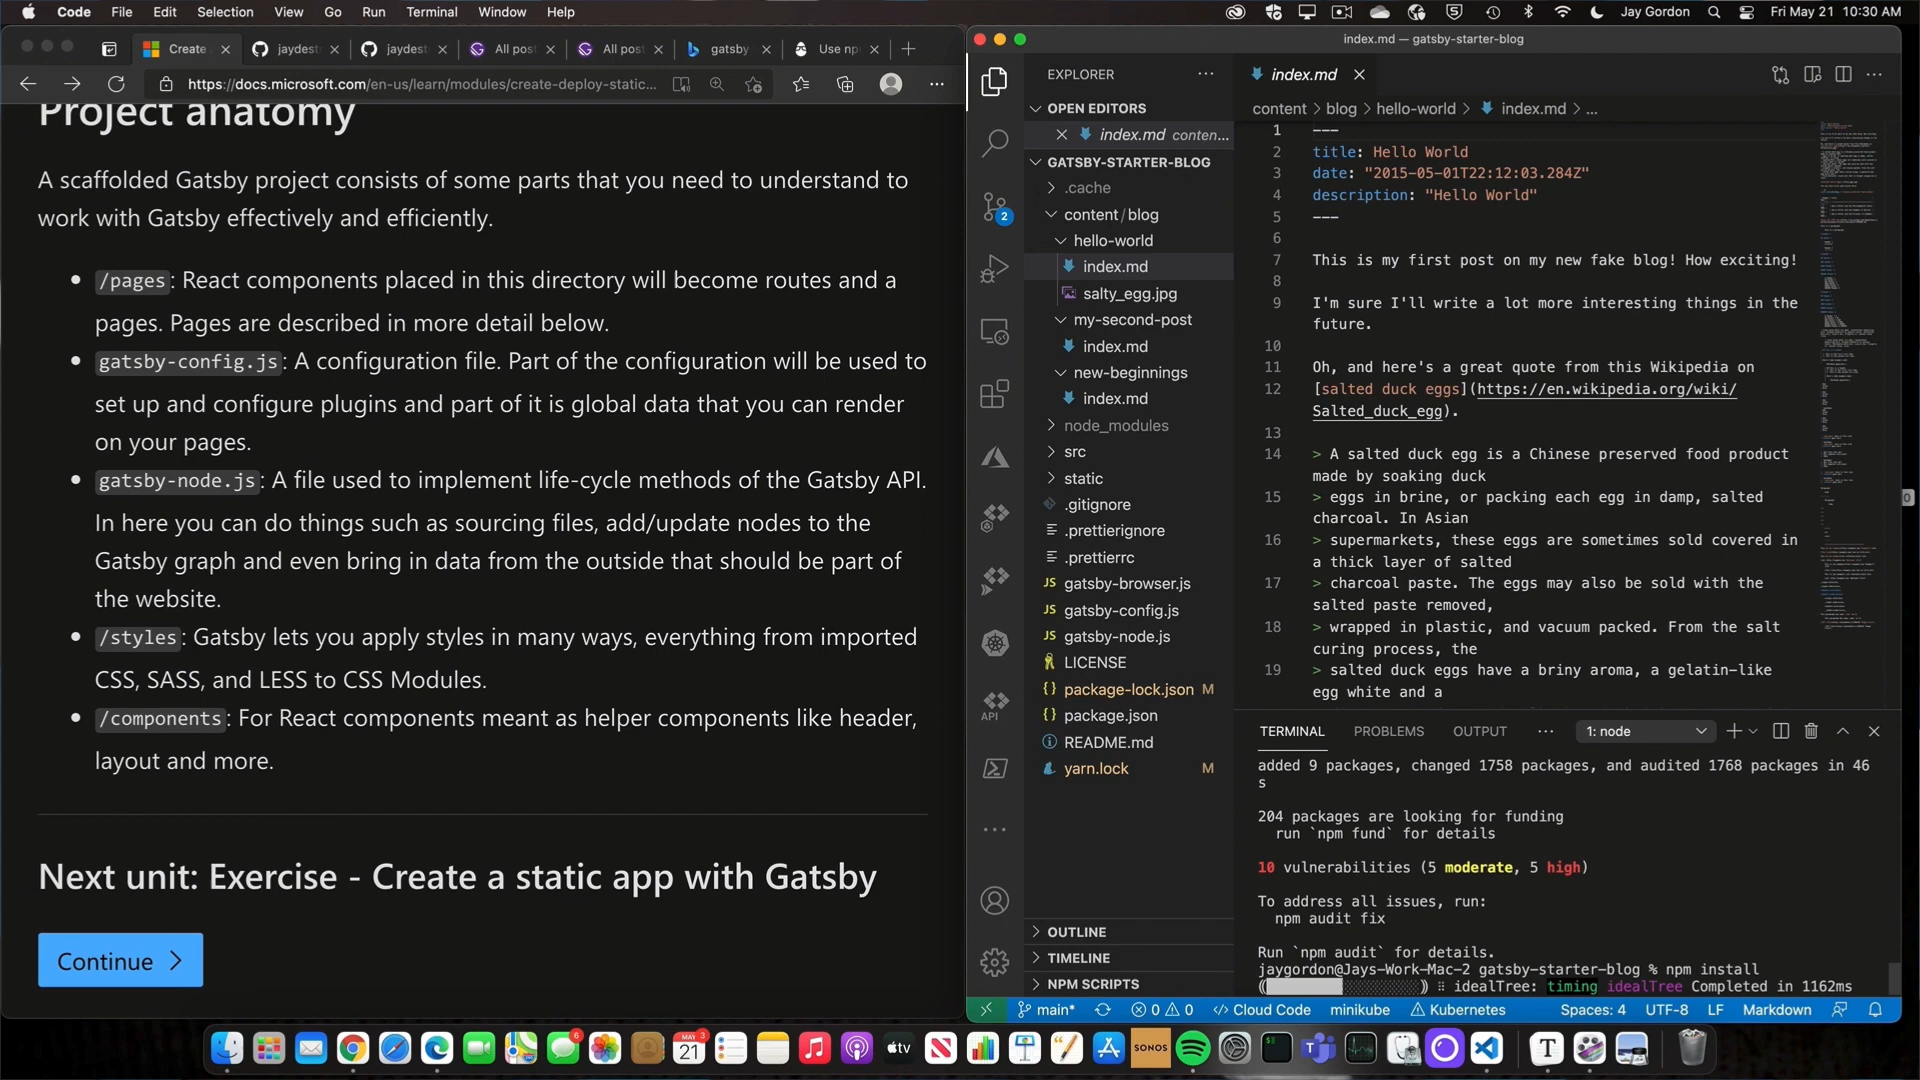 Code File Edit Selection View Go Run Terminal Window Help Jay Gordon Fri May 21 10:30 AM
Create jaydest jaydest All post All post gatsby Use np
https://docs.microsoft.com/en-us/learn/modules/create-deploy-static...
Project anatomy
A scaffolded Gatsby project consists of some parts that you need to understand to
work with Gatsby effectively and efficiently.
/pages: React components placed in this directory will become routes and a
pages. Pages are described in more detail below.
gatsby-config.js: A configuration file. Part of the configuration will be used to
set up and configure plugins and part of it is global data that you can render
on your pages.
gatsby-node.js: A file used to implement life-cycle methods of the Gatsby API.
In here you can do things such as sourcing files, add/update nodes to the
Gatsby graph and even bring in data from the outside that should be part of
the website.
/styles: Gatsby lets you apply styles in many ways, everything from imported
CSS, SASS, and LESS to CSS Modules.
/components: For React components meant as helper components like header,
layout and more.
Next unit: Exercise - Create a static app with Gatsby
Continue
index.md — gatsby-starter-blog
2
API
EXPLORER
OPEN EDITORS
index.md conten...
GATSBY-STARTER-BLOG
.cache
content/blog
hello-world
index.md
salty_egg.jpg
my-second-post
index.md
new-beginnings
index.md
node_modules
src
static
.gitignore
.prettierignore
.prettierrc
JS gatsby-browser.js
JS gatsby-config.js
JS gatsby-node.js
LICENSE
{} package-lock.json M
{} package.json
README.md
yarn.lock M
OUTLINE
TIMELINE
NPM SCRIPTS
index.md
content > blog > hello-world > index.md > ...
1 ---
2 title: Hello World
3 date: "2015-05-01T22:12:03.284Z"
4 description: "Hello World"
5 ---
6
7 This is my first post on my new fake blog! How exciting!
8
9 I'm sure I'll write a lot more interesting things in the
future.
10
11 Oh, and here's a great quote from this Wikipedia on
12 [salted duck eggs](https://en.wikipedia.org/wiki/
Salted_duck_egg).
13
14 > A salted duck egg is a Chinese preserved food product
made by soaking duck
15 > eggs in brine, or packing each egg in damp, salted
charcoal. In Asian
16 > supermarkets, these eggs are sometimes sold covered in
a thick layer of salted
17 > charcoal paste. The eggs may also be sold with the
salted paste removed,
18 > wrapped in plastic, and vacuum packed. From the salt
curing process, the
19 > salted duck eggs have a briny aroma, a gelatin-like
egg white and a
TERMINAL PROBLEMS OUTPUT ... 1: node
added 9 packages, changed 1758 packages, and audited 1768 packages in 46
s
204 packages are looking for funding
run `npm fund` for details
10 vulnerabilities (5 moderate, 5 high)
To address all issues, run:
npm audit fix
Run `npm audit` for details.
jaygordon@Jays-Work-Mac-2 gatsby-starter-blog % npm install
idealTree: timing idealTree Completed in 1162ms
main* 0 0 Cloud Code minikube Kubernetes Spaces: 4 UTF-8 LF Markdown
6 MAY 3 21 tv SONOS T